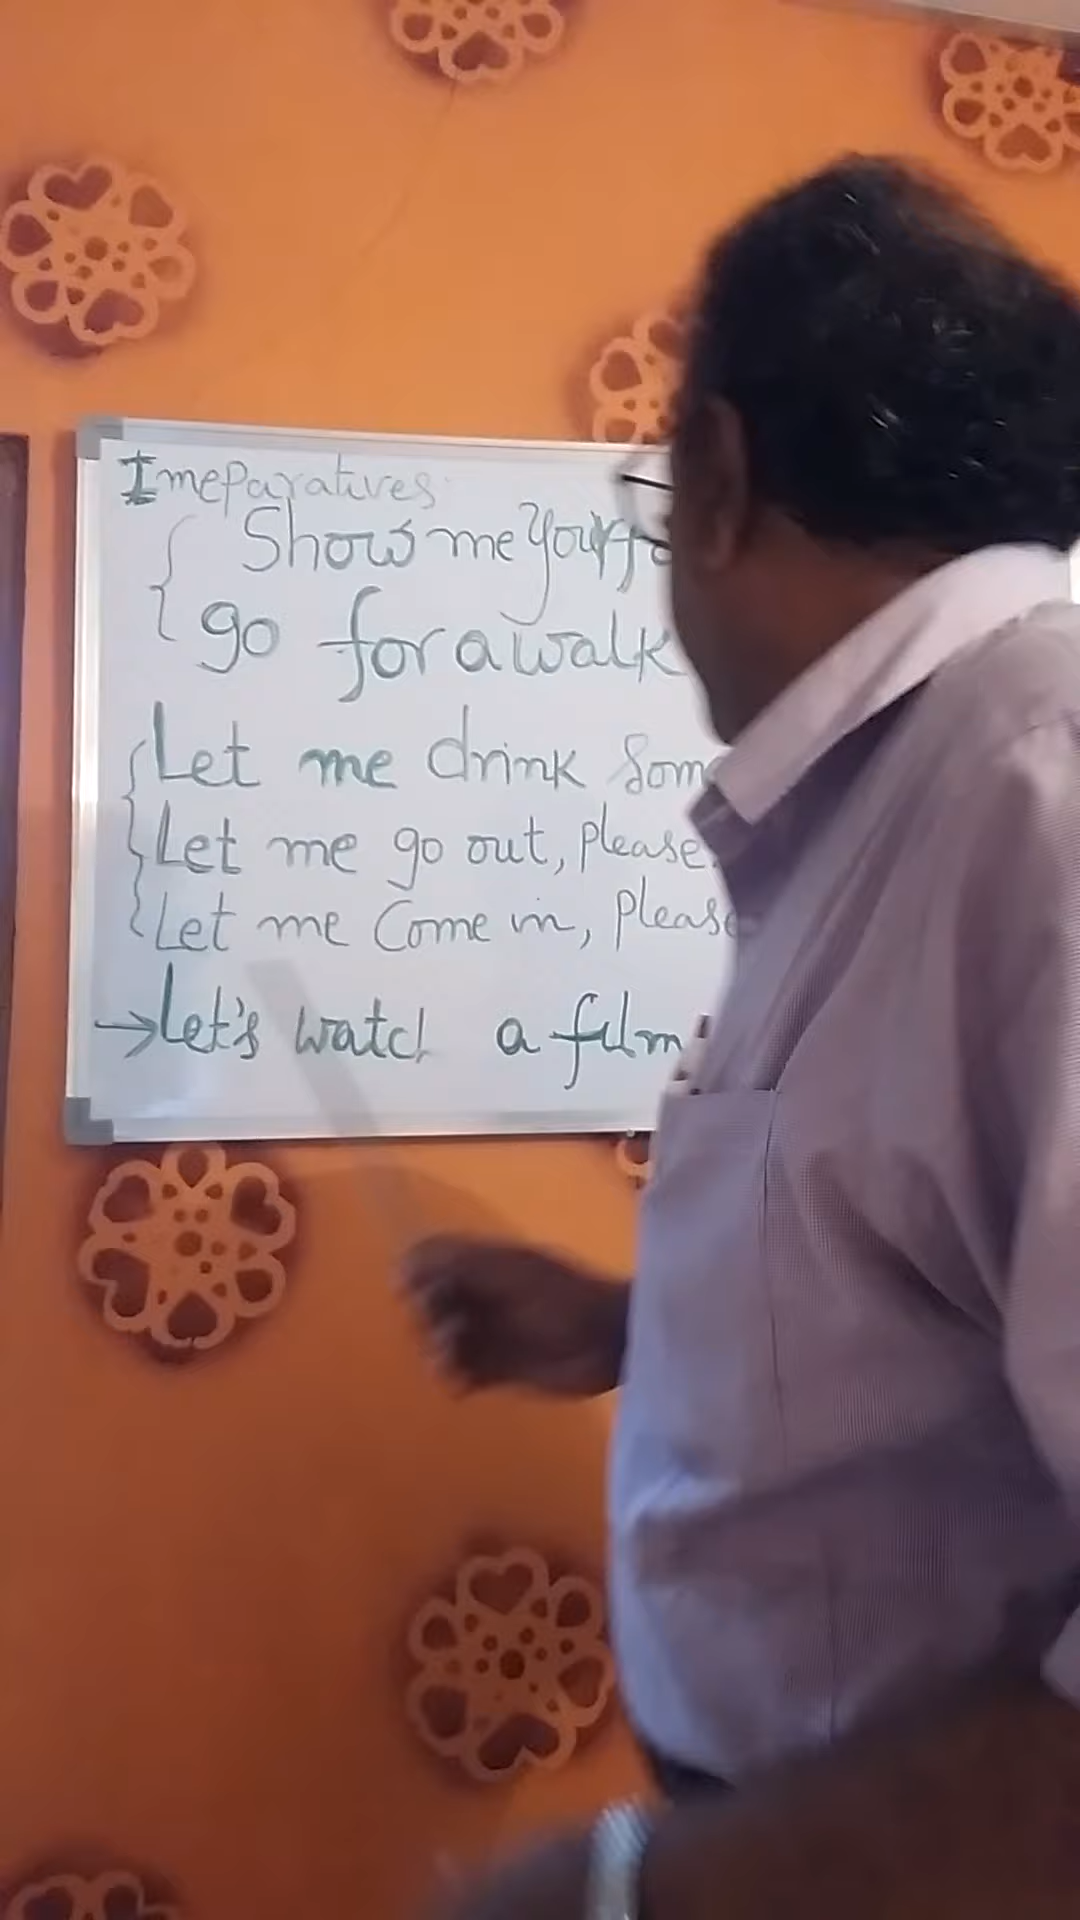 Imeparatives
Show me your
go for a walk
Let me drink
Let me go out, please.
Let me Come in, please
→Let's watch a film